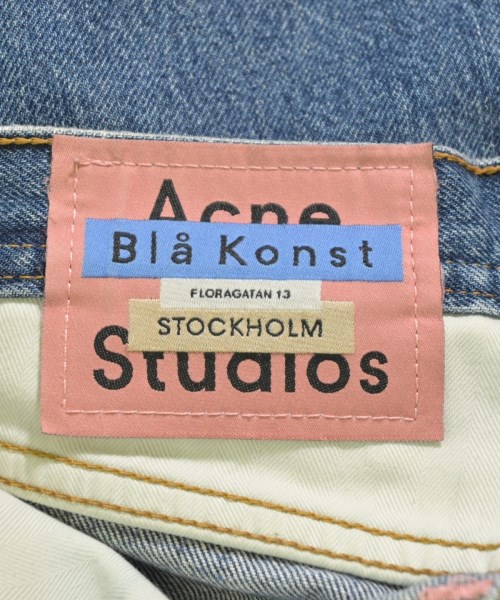 Acne
Blå Konst
FLORAGATAN 13
STOCKHOLM
Studios